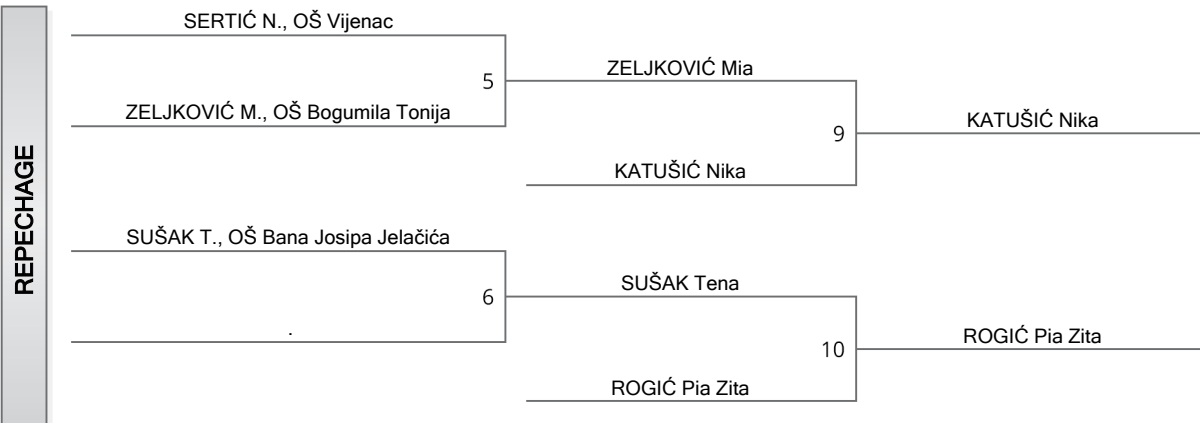 REPECHAGE
SERTIĆ N., OŠ Vijenac
5
ZELJKOVIĆ Mia
ZELJKOVIĆ M., OŠ Bogumila Tonija
9
KATUŠIĆ Nika
KATUŠIĆ Nika
SUŠAK T., OŠ Bana Josipa Jelačića
6
SUŠAK Tena
.
10
ROGIĆ Pia Zita
ROGIĆ Pia Zita